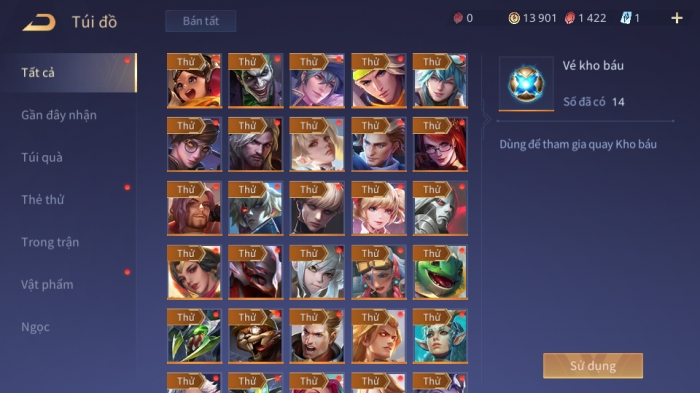 Túi đồ
Bán tất
0
13 901
1 422
1
+
Tất cả
Gần đây nhận
Túi quà
Thẻ thử
Trong trận
Vật phẩm
Ngọc
Thử Thử Thử Thử Thử
Thử Thử Thử Thử Thử
Thử Thử Thử Thử Thử
Thử Thử Thử Thử Thử
Thử Thử Thử Thử Thử
Thử Thử Thử Thử Thử
Vé kho báu
Số đã có 14
Dùng để tham gia quay Kho báu
Sử dụng